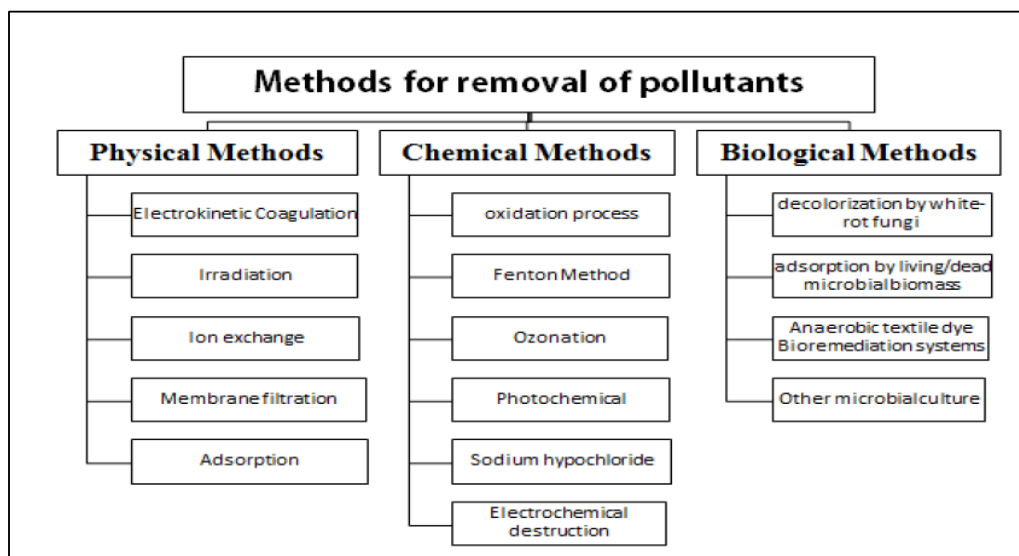 Methods for removal of pollutants
Physical Methods
Electrokinetic Coagulation
Irradiation
Ion exchange
Membrane filtration
Adsorption
Chemical Methods
oxidation process
Fenton Method
Ozonation
Photochemical
Sodium hypochloride
Electrochemical
destruction
Biological Methods
decolorization by white-
rot fungi
adsorption by living/dead
microbial biomass
Anaerobic textile dye
Bioremediation systems
Other microbial culture